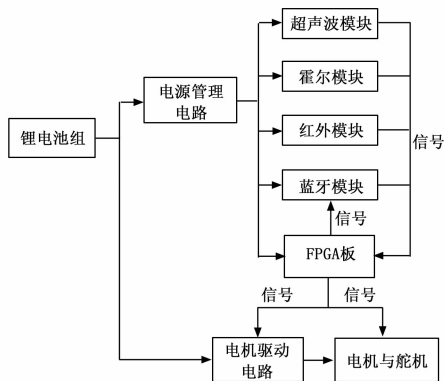 超声波模块
电源管理
电路
霍尔模块
锂电池组
红外模块
信号
蓝牙模块
信号
FPGA板
信号
信号
电机驱动
电路
电机与舵机